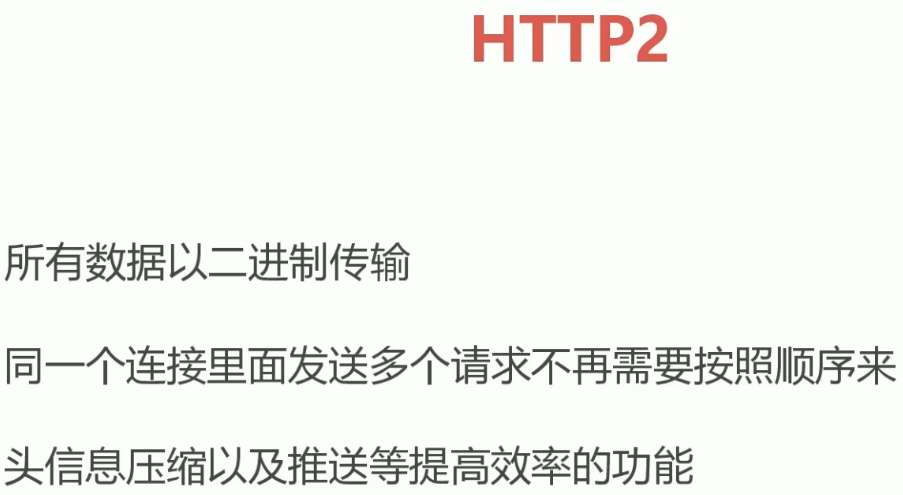 HTTP2
所有数据以二进制传输
同一个连接里面发送多个请求不再需要按照顺序来
头信息压缩以及推送等提高效率的功能